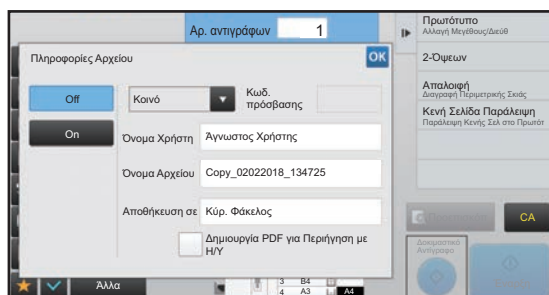 Αρ. αντιγράφων 1
Πληροφορίες Αρχείου
OK
Off
On
Κοινό
Κωδ.
πρόσβασης
Όνομα Χρήστη
Άγνωστος Χρήστης
Όνομα Αρχείου
Copy_02022018_134725
Αποθήκευση σε
Κύρ. Φάκελος
Δημιουργία PDF για Περιήγηση με
Η/Υ
Άλλα
3 B4
4 A3
A4
Πρωτότυπο
Αλλαγή Μεγέθους/Διεύθ
2-Όψεων
Απαλοιφή
Διαγραφή Περιμετρικής Σκιάς
Κενή Σελίδα Παράλειψη
Παράλειψη Κενής Σελ στο Πρωτότ
CA
Δοκιμαστικό
Αντίγραφο